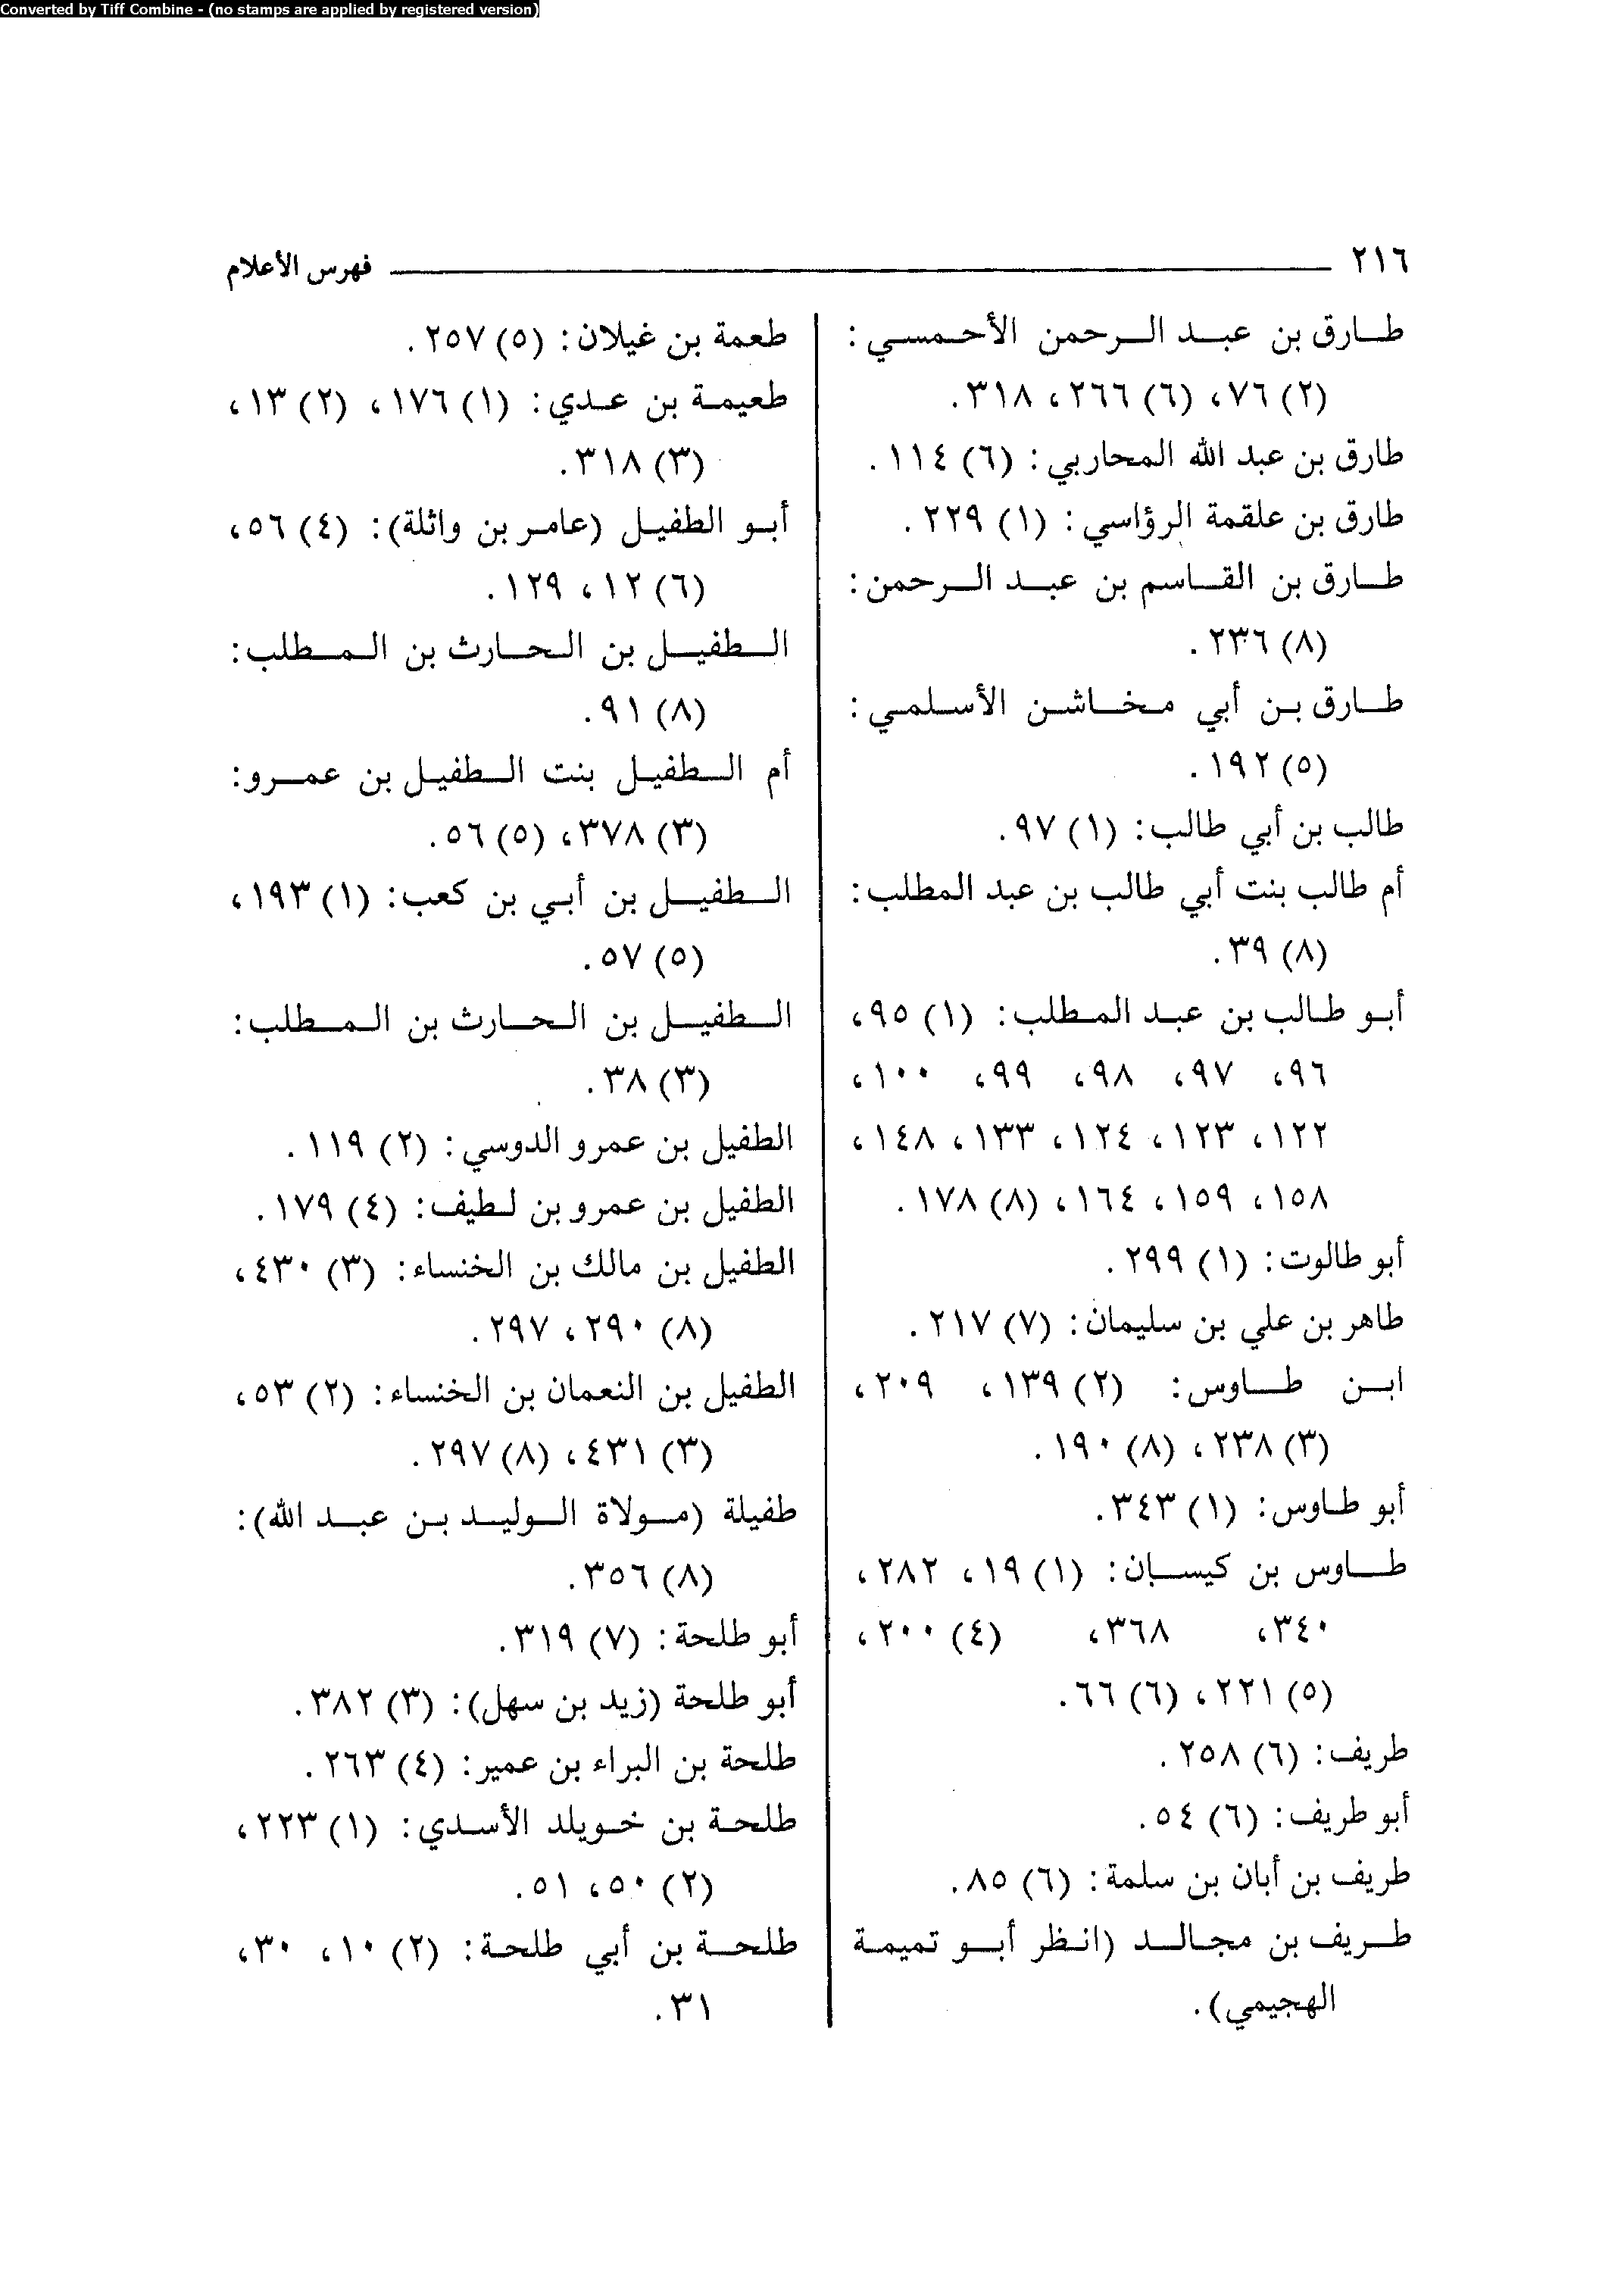 Converted by Tiff Combine - (no stamps are applied by registered version)
٢١٦ فهرس الأعلام
طارق بن عبد الرحمن الأحمسي:
(٢) ٧٦، (٦) ٢٦٦، ٣١٨.
طارق بن عبد الله المحاربي: (٦) ١١٤.
طارق بن علقمة الرؤاسي: (١) ٢٢٩.
طارق بن القاسم بن عبد الرحمن:
(٨) ٢٣٦.
طارق بن أبي مخاشن الأسلمي:
(٥) ١٩٢.
طالب بن أبي طالب: (١) ٩٧.
أم طالب بنت أبي طالب بن عبد المطلب:
(٨) ٣٩.
أبو طالب بن عبد المطلب: (١) ٩٥،
٩٦، ٩٧، ٩٨، ٩٩، ١٠٠،
١٢٢، ١٢٣، ١٢٤، ١٣٣، ١٤٨،
١٥٨، ١٥٩، ١٦٤، (٨) ١٧٨.
أبو طالوت: (١) ٢٩٩.
طاهر بن علي بن سليمان: (٧) ٢١٧.
ابن طاوس: (٢) ١٣٩، ٢٠٩،
(٣) ٢٣٨، (٨) ١٩٠.
أبو طاوس: (١) ٣٤٣.
طاوس بن كيسان: (١) ١٩، ٢٨٢،
٣٤٠، ٣٦٨، (٤) ٢٠٠،
(٥) ٢٢١، (٦) ٦٦.
طريف: (٦) ٢٥٨.
أبو طريف: (٦) ٥٤.
طريف بن أبان بن سلمة: (٦) ٨٥.
طريف بن مجالد (انظر أبو تميمة
الهجيمي).
طعمة بن غيلان: (٥) ٢٥٧.
طعيمة بن عدي: (١) ١٧٦، (٢) ١٣،
(٣) ٣١٨.
أبو الطفيل (عامر بن واثلة): (٤) ٥٦،
(٦) ١٢، ١٢٩.
الطفيل بن الحارث بن المطلب:
(٨) ٩١.
أم الطفيل بنت الطفيل بن عمرو:
(٣) ٣٧٨، (٥) ٥٦.
الطفيل بن أبي بن كعب: (١) ١٩٣،
(٥) ٥٧.
الطفيل بن الحارث بن المطلب:
(٣) ٣٨.
الطفيل بن عمرو الدوسي: (٢) ١١٩.
الطفيل بن عمرو بن لطيف: (٤) ١٧٩.
الطفيل بن مالك بن الخنساء: (٣) ٤٣٠،
(٨) ٢٩٠، ٢٩٧.
الطفيل بن النعمان بن الخنساء: (٢) ٥٣،
(٣) ٤٣١، (٨) ٢٩٧.
طفيلة (مولاة الوليد بن عبد الله):
(٨) ٣٥٦.
أبو طلحة: (٧) ٣١٩.
أبو طلحة (زيد بن سهل): (٣) ٣٨٢.
طلحة بن البراء بن عمير: (٤) ٢٦٣.
طلحة بن خويلد الأسدي: (١) ٢٢٣،
(٢) ٥٠، ٥١.
طلحة بن أبي طلحة: (٢) ١٠، ٣٠،
٣١.